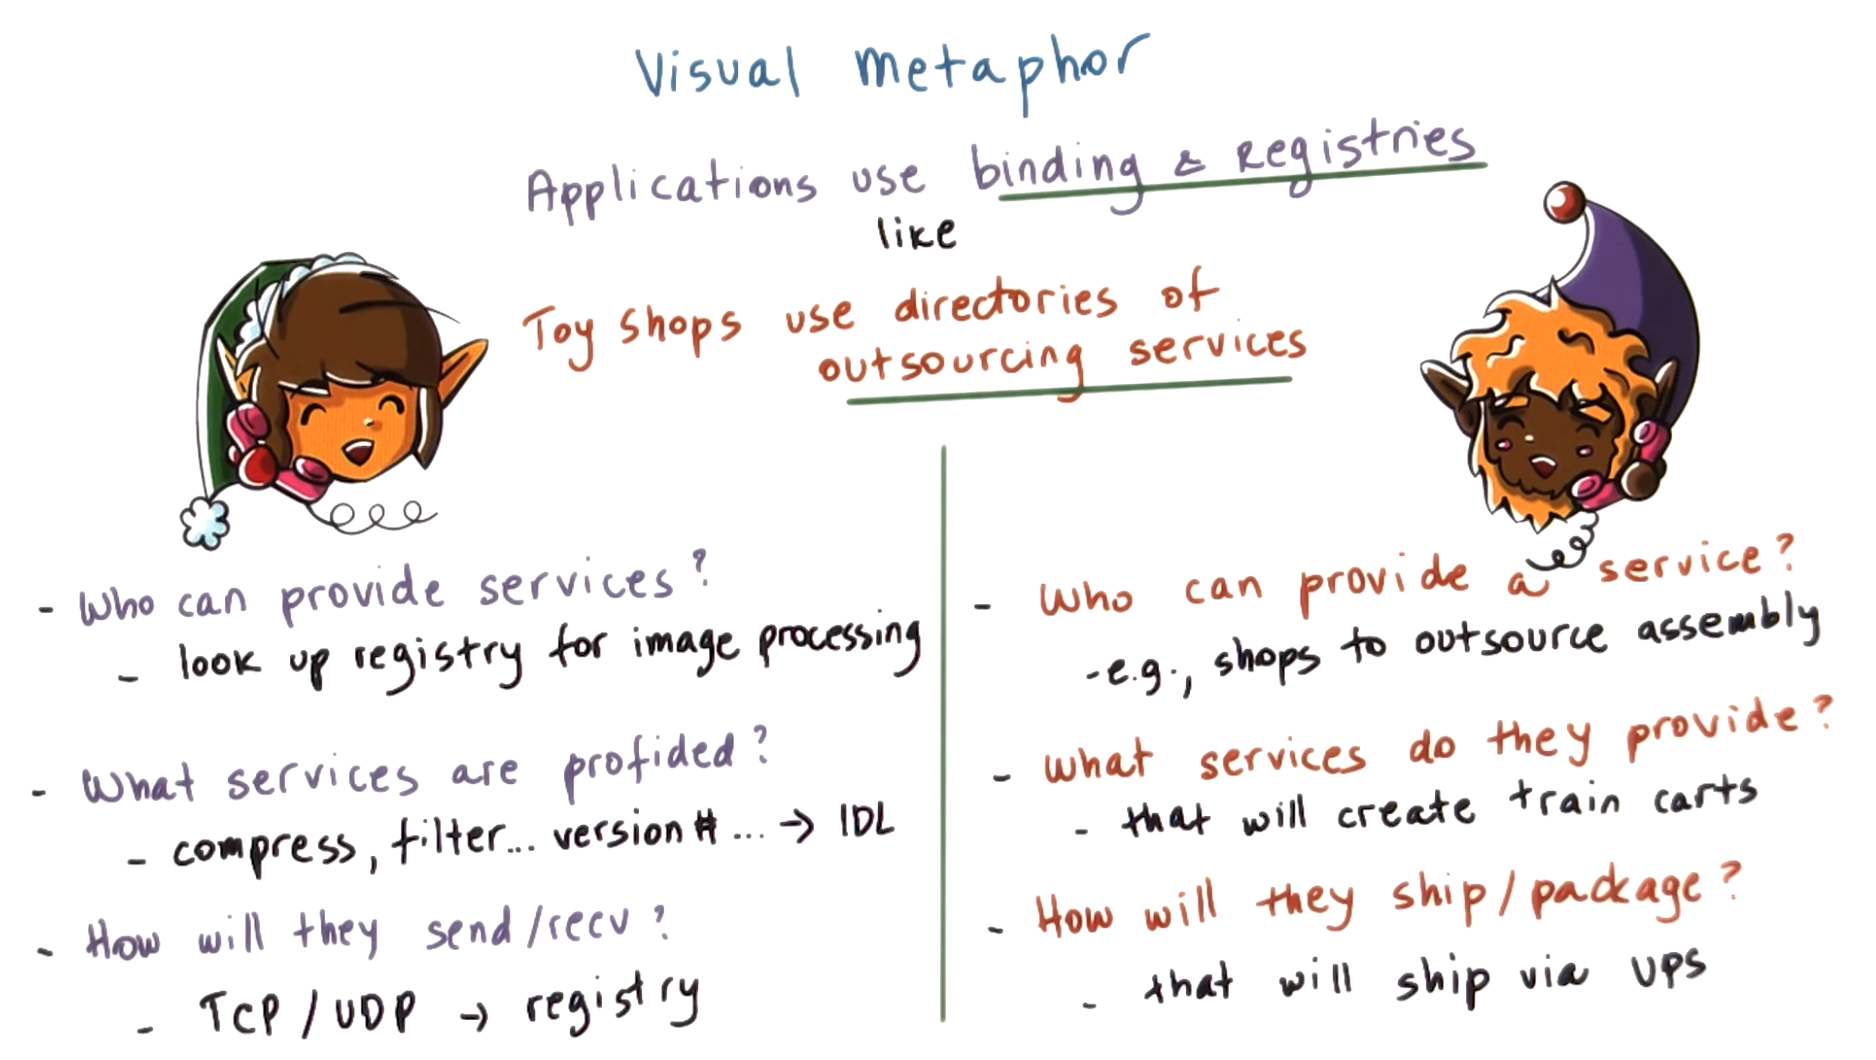 Visual metaphor
Applications use binding & Registries
like
Toy shops use directories of
outsourcing services
- Who can provide services?
- look up registry for image processing
- What services are profided?
- compress, filter... version # ... → IDL
- How will they send/recv?
- TCP / UDP → registry
- Who can provide a service?
- e.g., shops to outsource assembly
- What services do they provide?
- that will create train carts
- How will they ship/package?
- that will ship via UPS